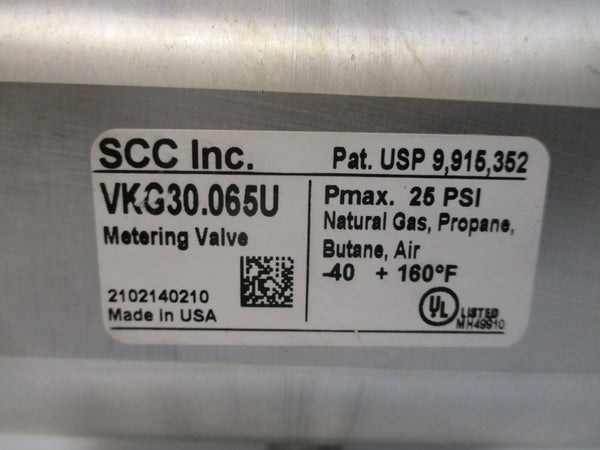 SCC Inc.
Pat. USP 9,915,352
VKG30.065U
Metering Valve
2102140210
Made in USA
Pmax. 25 PSI
Natural Gas, Propane,
Butane, Air
-40 + 160°F
UL LISTED
MH49910